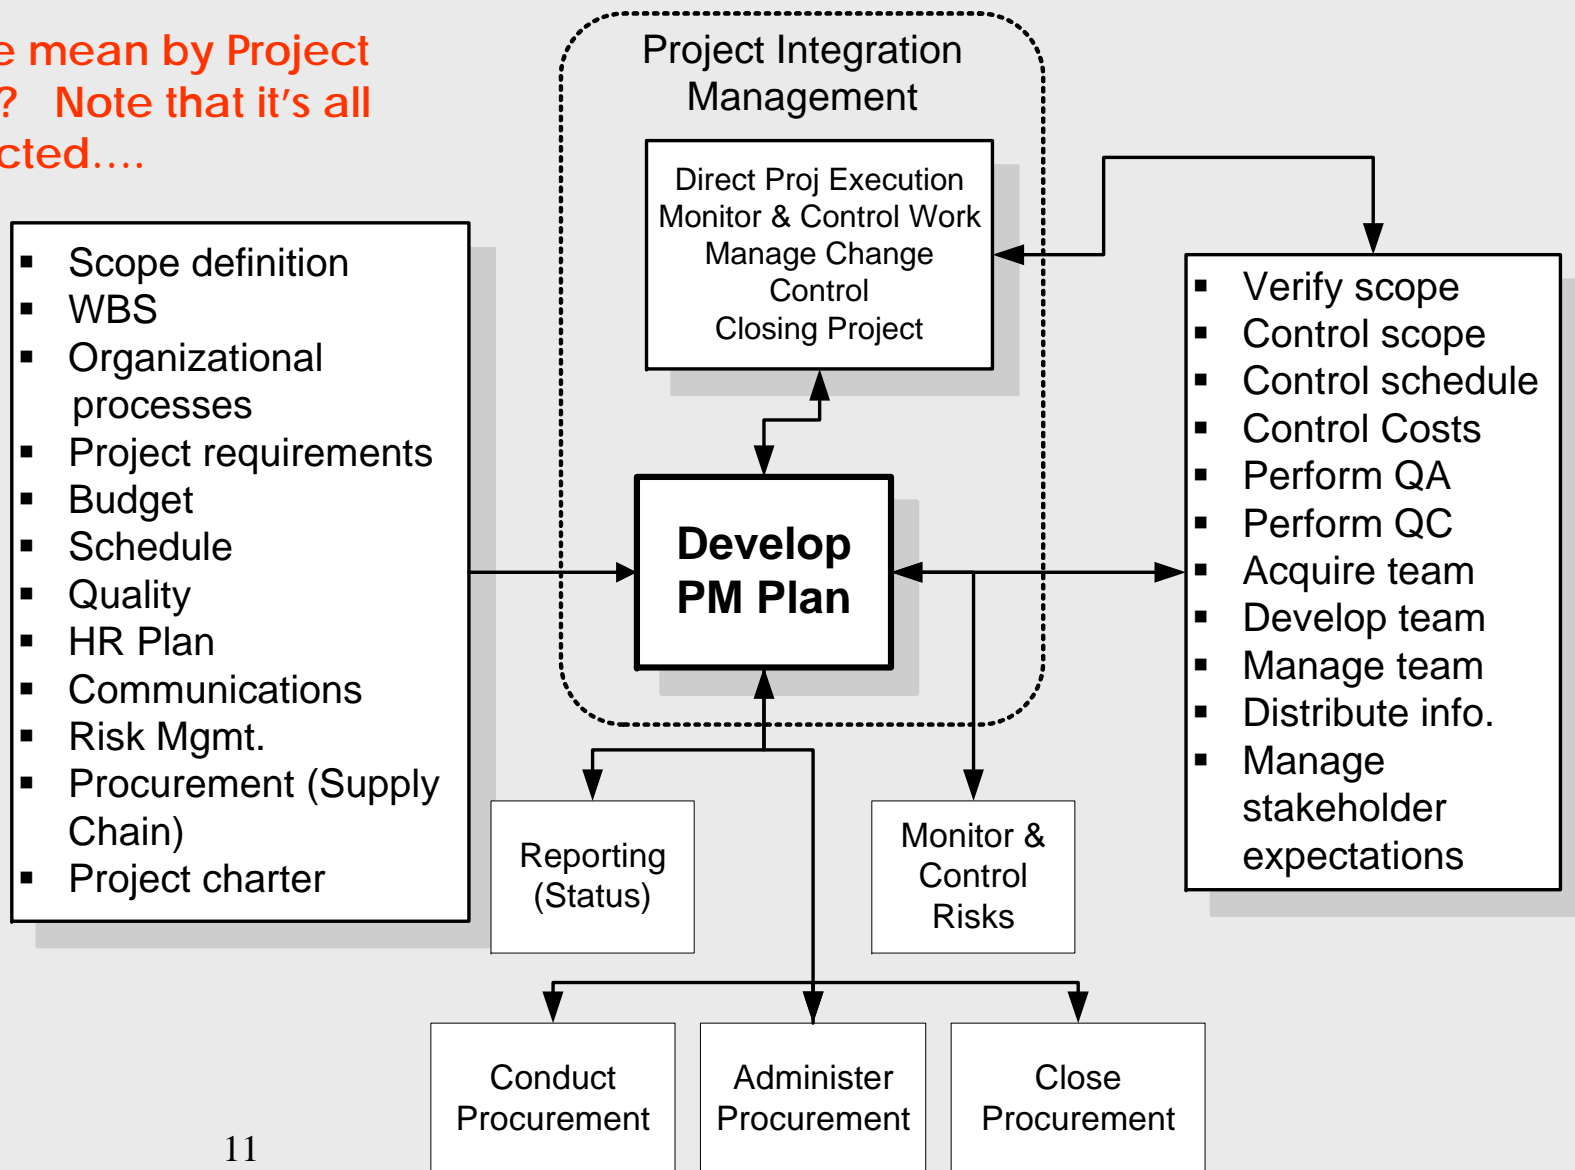 e mean by Project
? Note that it's all
cted....
Project Integration
Management
Direct Proj Execution
Monitor & Control Work
Manage Change
Control
Closing Project
▪ Scope definition
▪ WBS
▪ Organizational
processes
▪ Project requirements
▪ Budget
▪ Schedule
▪ Quality
▪ HR Plan
▪ Communications
▪ Risk Mgmt.
▪ Procurement (Supply
Chain)
▪ Project charter
Develop
PM Plan
▪ Verify scope
▪ Control scope
▪ Control schedule
▪ Control Costs
▪ Perform QA
▪ Perform QC
▪ Acquire team
▪ Develop team
▪ Manage team
▪ Distribute info.
▪ Manage
stakeholder
expectations
Reporting
(Status)
Monitor &
Control
Risks
Conduct
Procurement
Administer
Procurement
Close
Procurement
11